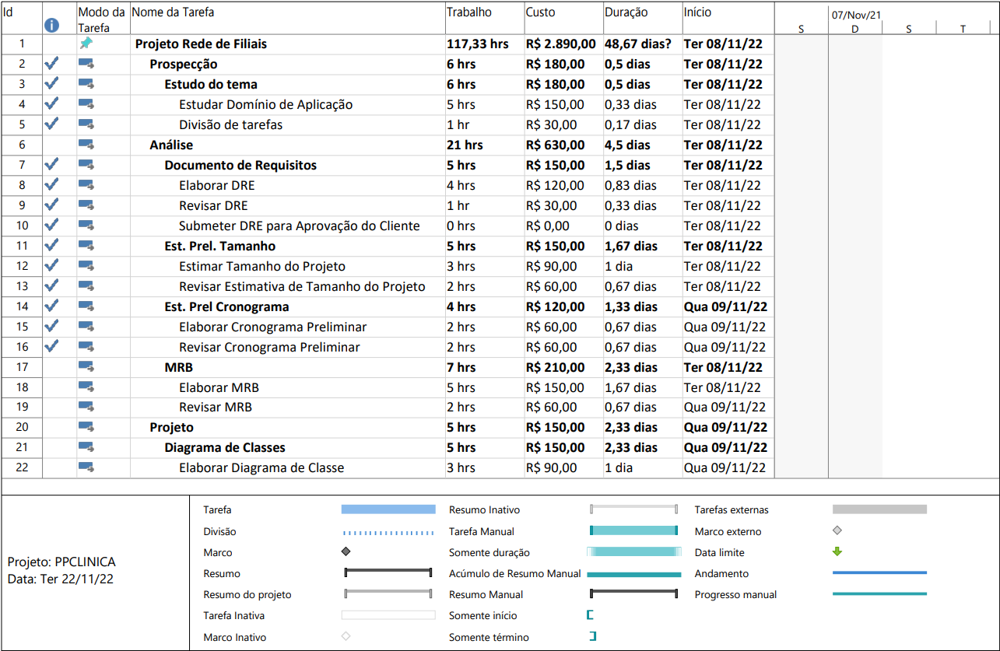 Id Modo da Tarefa Nome da Tarefa Trabalho Custo Duração Início 07/Nov/21
S D S T
1 Projeto Rede de Filiais 117,33 hrs R$ 2.890,00 48,67 dias? Ter 08/11/22
2 Prospecção 6 hrs R$ 180,00 0,5 dias Ter 08/11/22
3 Estudo do tema 6 hrs R$ 180,00 0,5 dias Ter 08/11/22
4 Estudar Domínio de Aplicação 5 hrs R$ 150,00 0,33 dias Ter 08/11/22
5 Divisão de tarefas 1 hr R$ 30,00 0,17 dias Ter 08/11/22
6 Análise 21 hrs R$ 630,00 4,5 dias Ter 08/11/22
7 Documento de Requisitos 5 hrs R$ 150,00 1,5 dias Ter 08/11/22
8 Elaborar DRE 4 hrs R$ 120,00 0,83 dias Ter 08/11/22
9 Revisar DRE 1 hr R$ 30,00 0,33 dias Ter 08/11/22
10 Submeter DRE para Aprovação do Cliente 0 hrs R$ 0,00 0 dias Ter 08/11/22
11 Est. Prel. Tamanho 5 hrs R$ 150,00 1,67 dias Ter 08/11/22
12 Estimar Tamanho do Projeto 3 hrs R$ 90,00 1 dia Ter 08/11/22
13 Revisar Estimativa de Tamanho do Projeto 2 hrs R$ 60,00 0,67 dias Ter 08/11/22
14 Est. Prel Cronograma 4 hrs R$ 120,00 1,33 dias Qua 09/11/22
15 Elaborar Cronograma Preliminar 2 hrs R$ 60,00 0,67 dias Qua 09/11/22
16 Revisar Cronograma Preliminar 2 hrs R$ 60,00 0,67 dias Qua 09/11/22
17 MRB 7 hrs R$ 210,00 2,33 dias Ter 08/11/22
18 Elaborar MRB 5 hrs R$ 150,00 1,67 dias Ter 08/11/22
19 Revisar MRB 2 hrs R$ 60,00 0,67 dias Qua 09/11/22
20 Projeto 5 hrs R$ 150,00 2,33 dias Qua 09/11/22
21 Diagrama de Classes 5 hrs R$ 150,00 2,33 dias Qua 09/11/22
22 Elaborar Diagrama de Classe 3 hrs R$ 90,00 1 dia Qua 09/11/22
Projeto: PPCLINICA
Data: Ter 22/11/22
Tarefa
Divisão
Marco
Resumo
Resumo do projeto
Tarefa Inativa
Marco Inativo
Resumo Inativo
Tarefa Manual
Somente duração
Acúmulo de Resumo Manual
Resumo Manual
Somente início
Somente término
Tarefas externas
Marco externo
Data limite
Andamento
Progresso manual